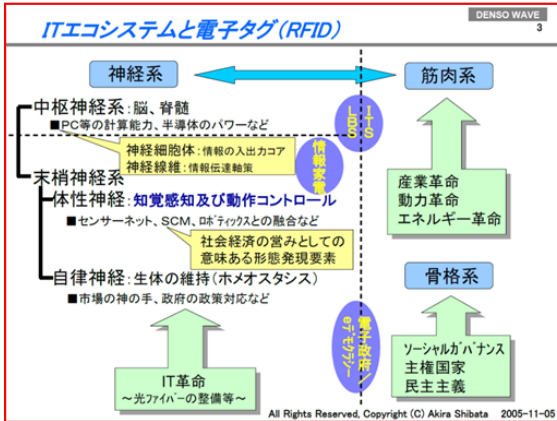 DENSO WAVE
ITエコシステムと電子タグ(RFID)
3
神経系
筋肉系
中枢神経系:脳、脊髄
■PC等の計算能力、半導体のパワーなど
ITS
LBS
神経細胞体:情報の入出力コア
神経線維:情報伝達軸策
情報家電
末梢神経系
体性神経:知覚感知及び動作コントロール
■センサーネット、SCM、ロボティックスとの融合など
産業革命
動力革命
エネルギー革命
社会経済の営みとしての
意味ある形態発現要素
自律神経:生体の維持(ホメオスタシス)
■市場の神の手、政府の政策対応など
骨格系
電子政府/
eデモクラシー
ソーシャルガバナンス
主権国家
民主主義
IT革命
~光ファイバーの整備等~
All Rights Reserved, Copyright (C) Akira Shibata 2005-11-05